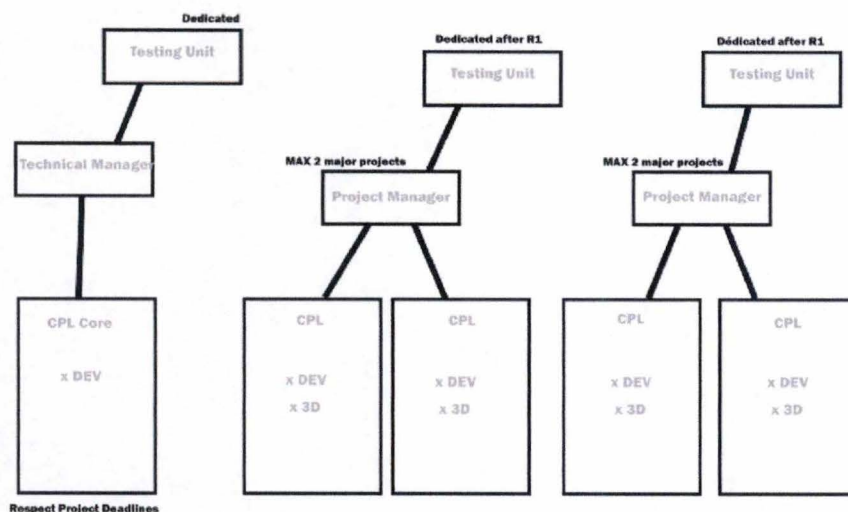 Dedicated
Testing Unit
Technical Manager
CPL Core
x DEV
Respect Project Deadlines
Dedicated after R1
Testing Unit
MAX 2 major projects
Project Manager
CPL
x DEV
x 3D
CPL
x DEV
x 3D
Dédicated after R1
Testing Unit
MAX 2 major projects
Project Manager
CPL
x DEV
x 3D
CPL
x DEV
x 3D